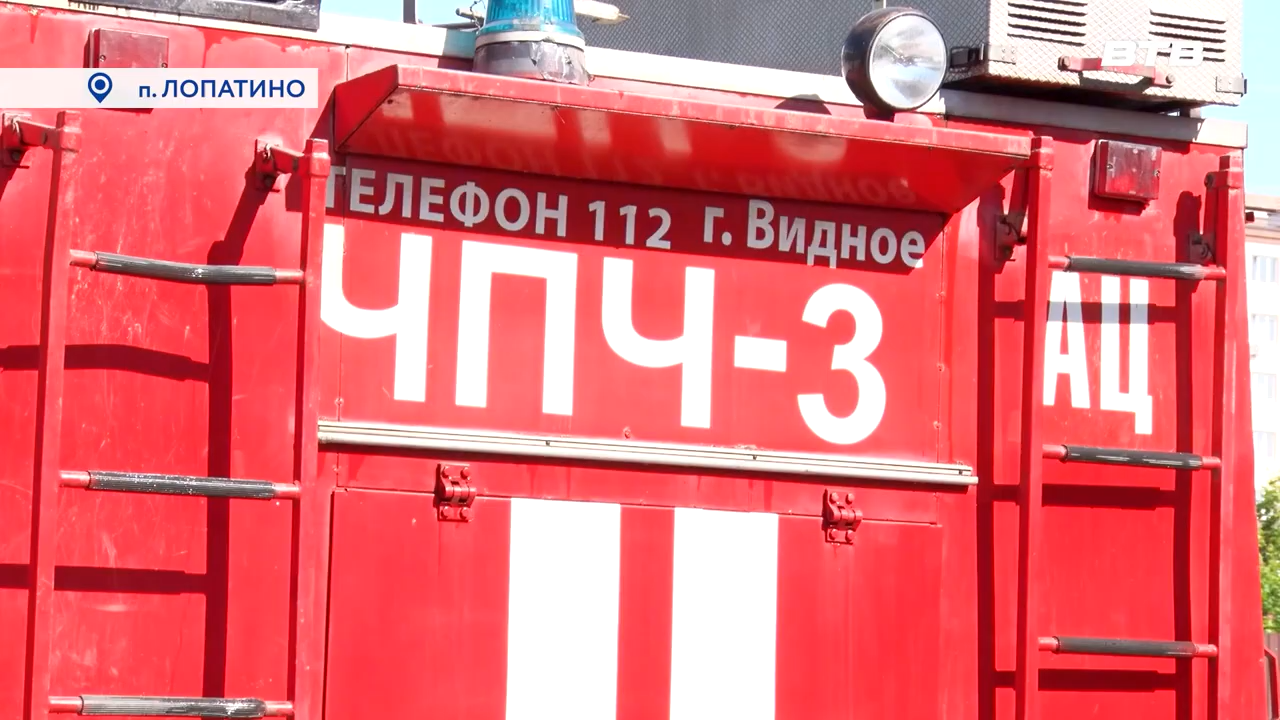 ВТВ
п. ЛОПАТИНО
ТЕЛЕФОН 112 г. Видное
ЧПЧ-3
АЦ